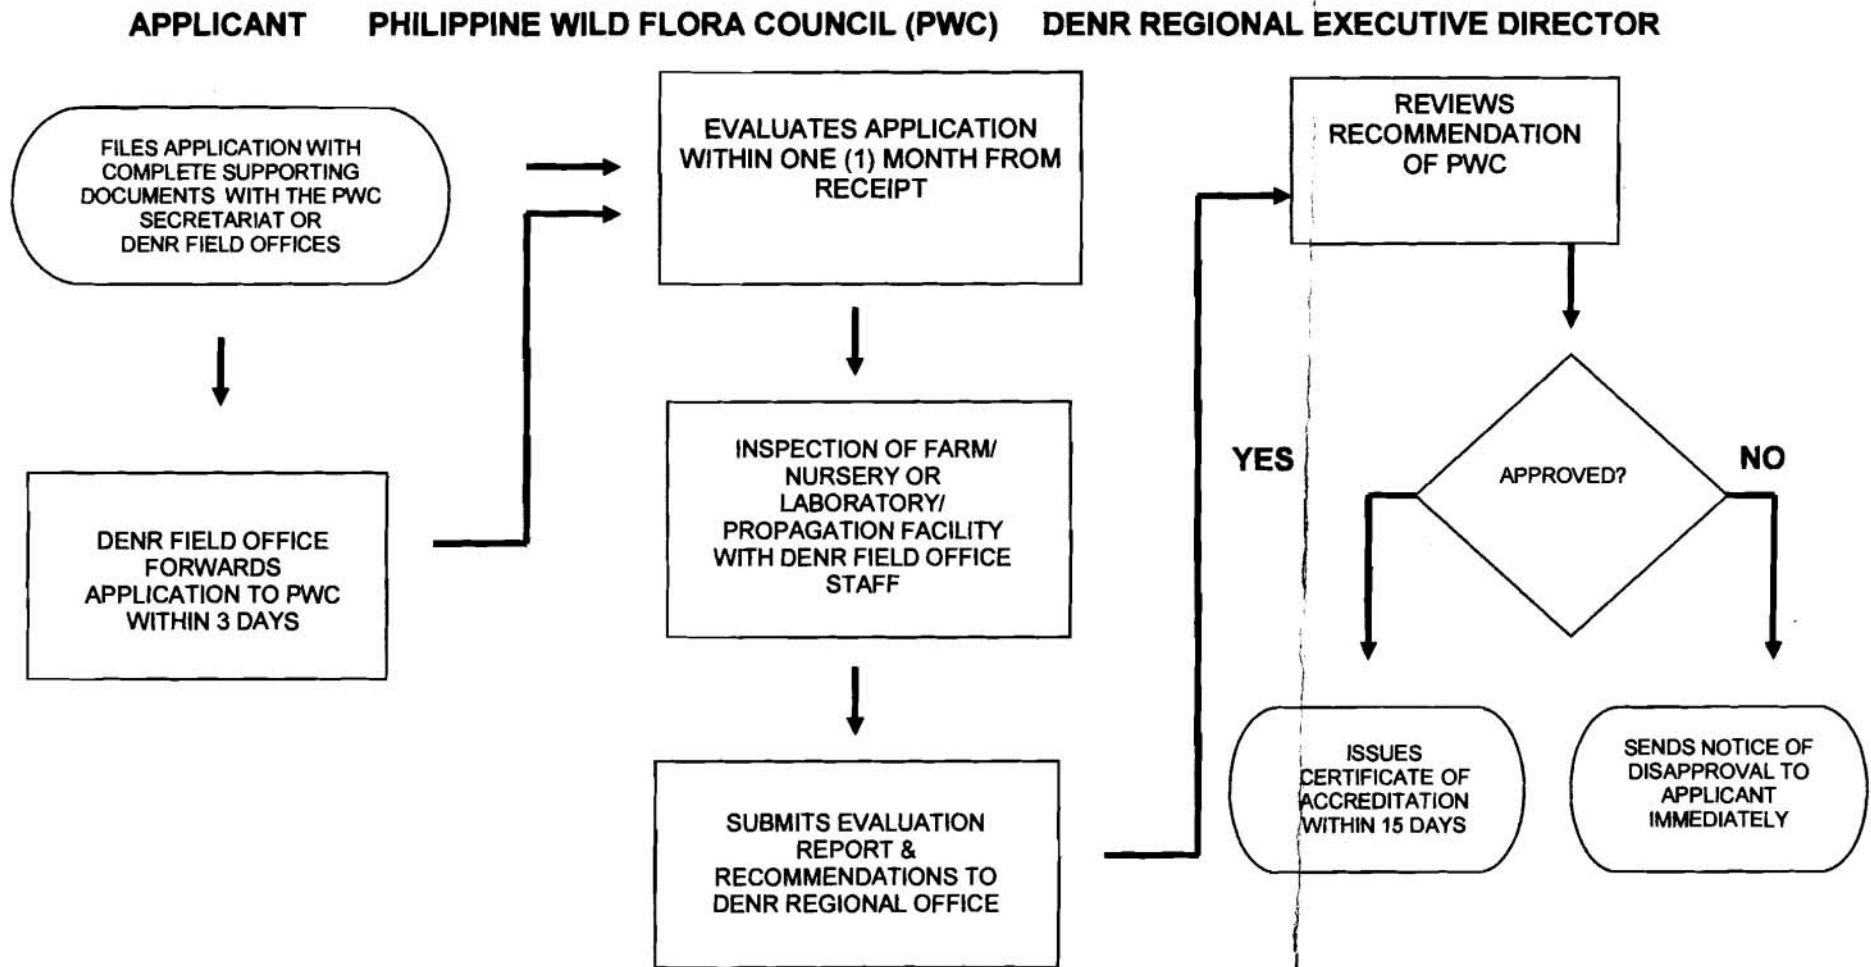 APPLICANT PHILIPPINE WILD FLORA COUNCIL (PWC) DENR REGIONAL EXECUTIVE DIRECTOR
FILES APPLICATION WITH
COMPLETE SUPPORTING
DOCUMENTS WITH THE PWC
SECRETARIAT OR
DENR FIELD OFFICES
DENR FIELD OFFICE
FORWARDS
APPLICATION TO PWC
WITHIN 3 DAYS
EVALUATES APPLICATION
WITHIN ONE (1) MONTH FROM
RECEIPT
INSPECTION OF FARM/
NURSERY OR
LABORATORY/
PROPAGATION FACILITY
WITH DENR FIELD OFFICE
STAFF
SUBMITS EVALUATION
REPORT &
RECOMMENDATIONS TO
DENR REGIONAL OFFICE
REVIEWS
RECOMMENDATION
OF PWC
APPROVED?
YES
NO
ISSUES
CERTIFICATE OF
ACCREDITATION
WITHIN 15 DAYS
SENDS NOTICE OF
DISAPPROVAL TO
APPLICANT
IMMEDIATELY